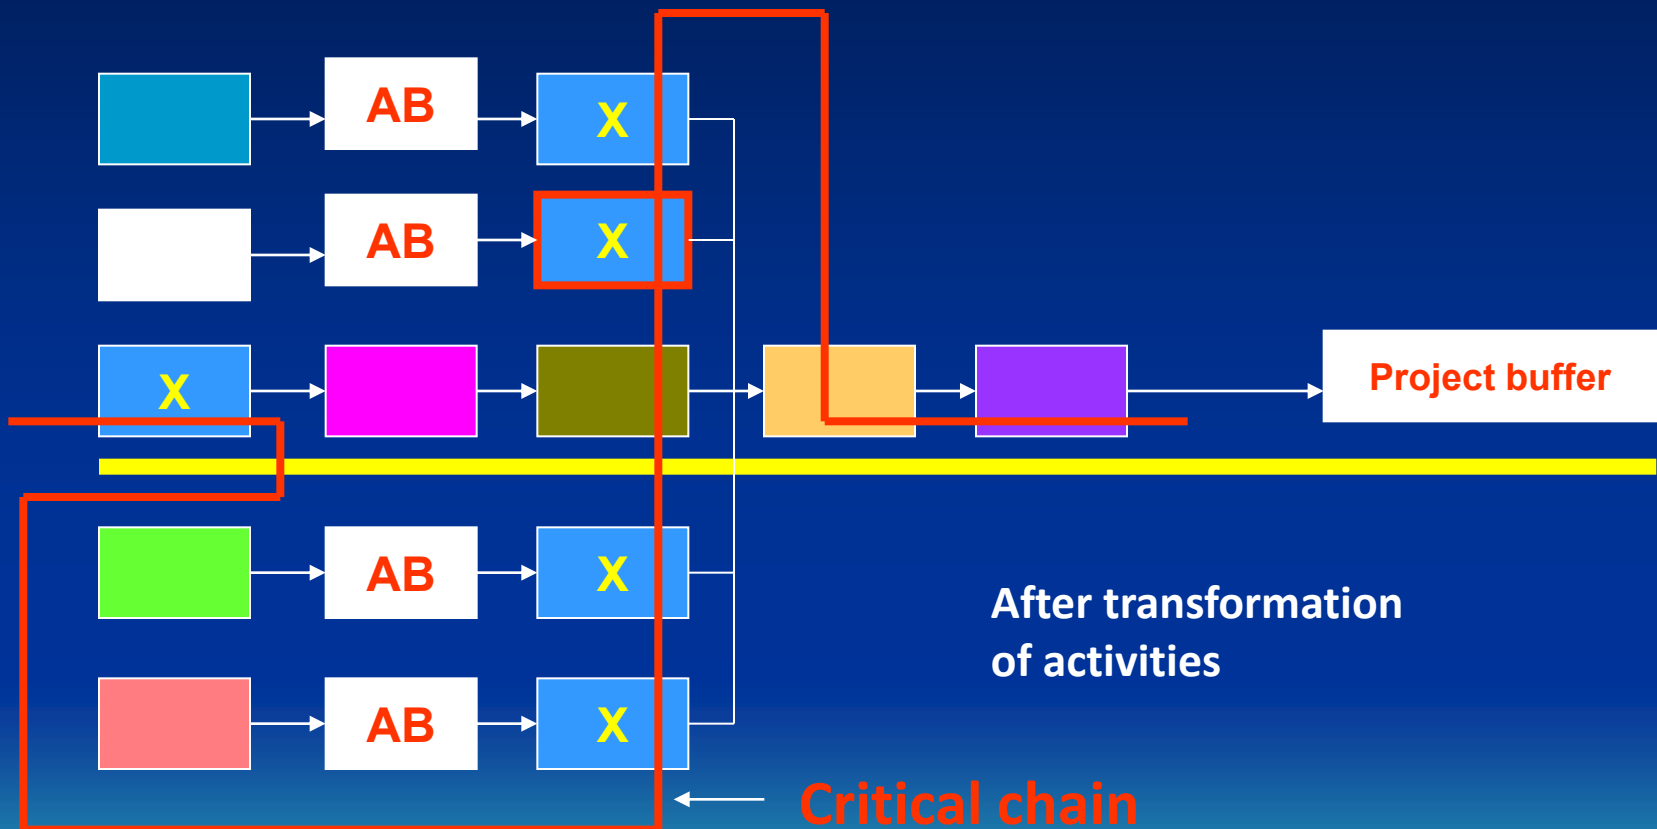 AB
X
AB
X
X
Project buffer
AB
X
After transformation
of activities
AB
X
Critical chain